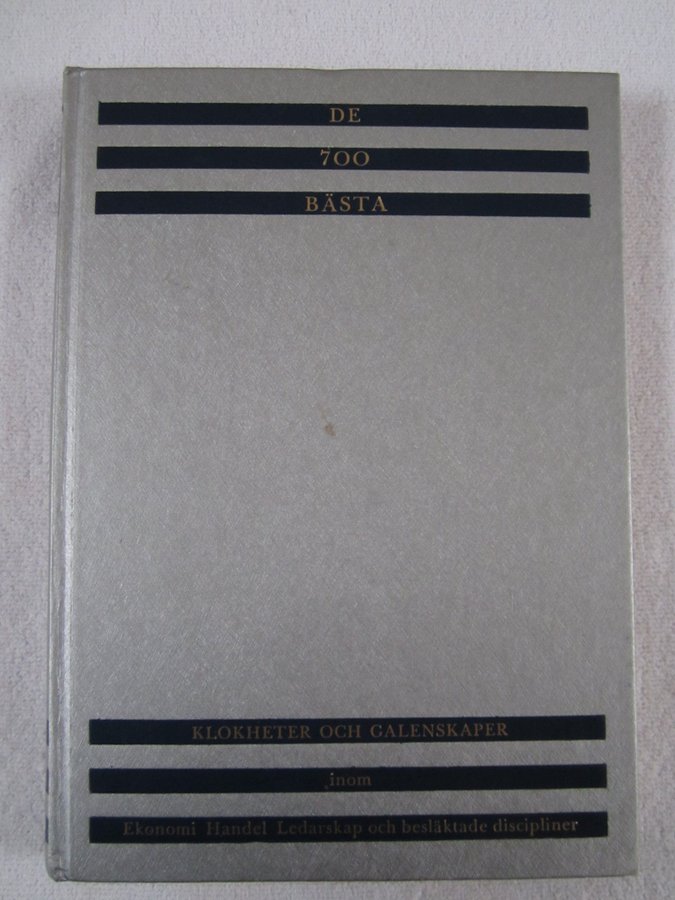 DE
700
BÄSTA
KLOKHETER OCH GALENSKAPER
inom
Ekonomi Handel Ledarskap och besläktade discipliner